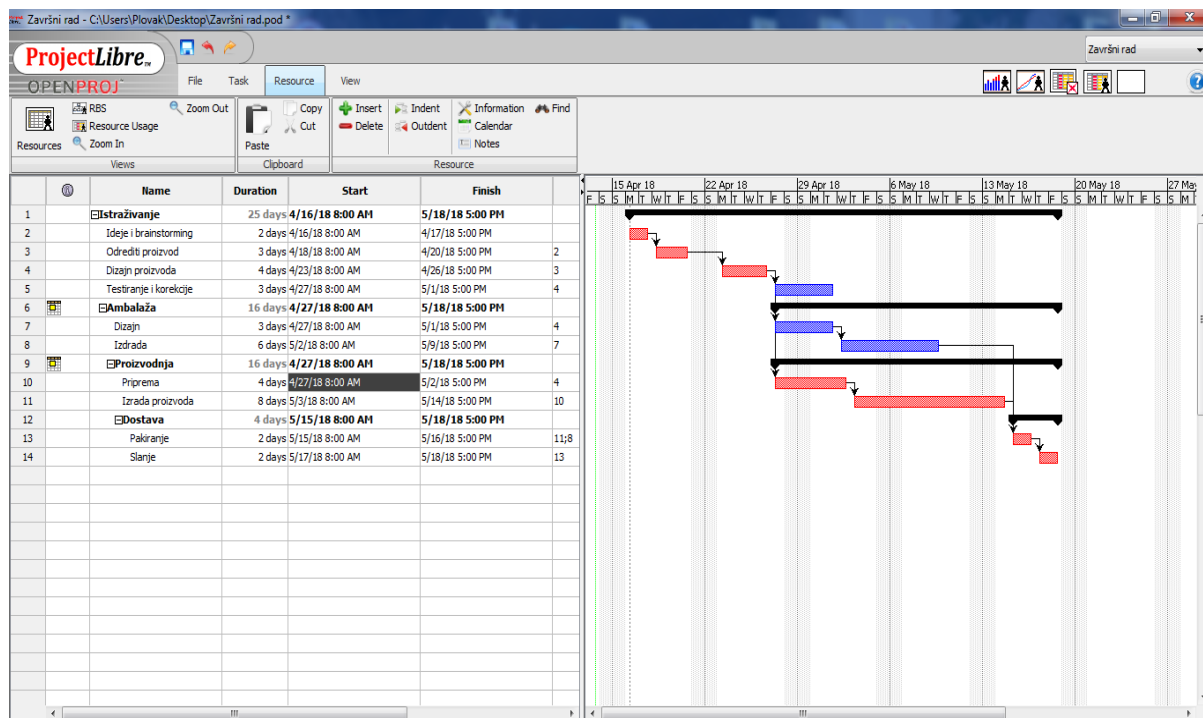 Završni rad - C:\Users\Plovak\Desktop\Završni rad.pod *
ProjectLibre™
OPENPROJ
File Task Resource View
Završni rad
Resources
RBS
Resource Usage
Zoom In
Zoom Out
Views
Paste
Copy
Cut
Clipboard
Insert
Delete
Indent
Outdent
Information
Calendar
Notes
Find
Resource
Name Duration Start Finish
1 Istraživanje 25 days 4/16/18 8:00 AM 5/18/18 5:00 PM
2 Ideje i brainstorming 2 days 4/16/18 8:00 AM 4/17/18 5:00 PM
3 Odrediti proizvod 3 days 4/18/18 8:00 AM 4/20/18 5:00 PM 2
4 Dizajn proizvoda 4 days 4/23/18 8:00 AM 4/26/18 5:00 PM 3
5 Testiranje i korekcije 3 days 4/27/18 8:00 AM 5/1/18 5:00 PM 4
6 Ambalaža 16 days 4/27/18 8:00 AM 5/18/18 5:00 PM
7 Dizajn 3 days 4/27/18 8:00 AM 5/1/18 5:00 PM 4
8 Izdrada 6 days 5/2/18 8:00 AM 5/9/18 5:00 PM 7
9 Proizvodnja 16 days 4/27/18 8:00 AM 5/18/18 5:00 PM
10 Priprema 4 days 4/27/18 8:00 AM 5/2/18 5:00 PM 4
11 Izrada proizvoda 8 days 5/3/18 8:00 AM 5/14/18 5:00 PM 10
12 Dostava 4 days 5/15/18 8:00 AM 5/18/18 5:00 PM
13 Pakiranje 2 days 5/15/18 8:00 AM 5/16/18 5:00 PM 11;8
14 Slanje 2 days 5/17/18 8:00 AM 5/18/18 5:00 PM 13
15 Apr 18 22 Apr 18 29 Apr 18 6 May 18 13 May 18 20 May 18 27 May
F S S M T W T F S S M T W T F S S M T W T F S S M T W T F S S M T W T F S S M T W T F S S M T